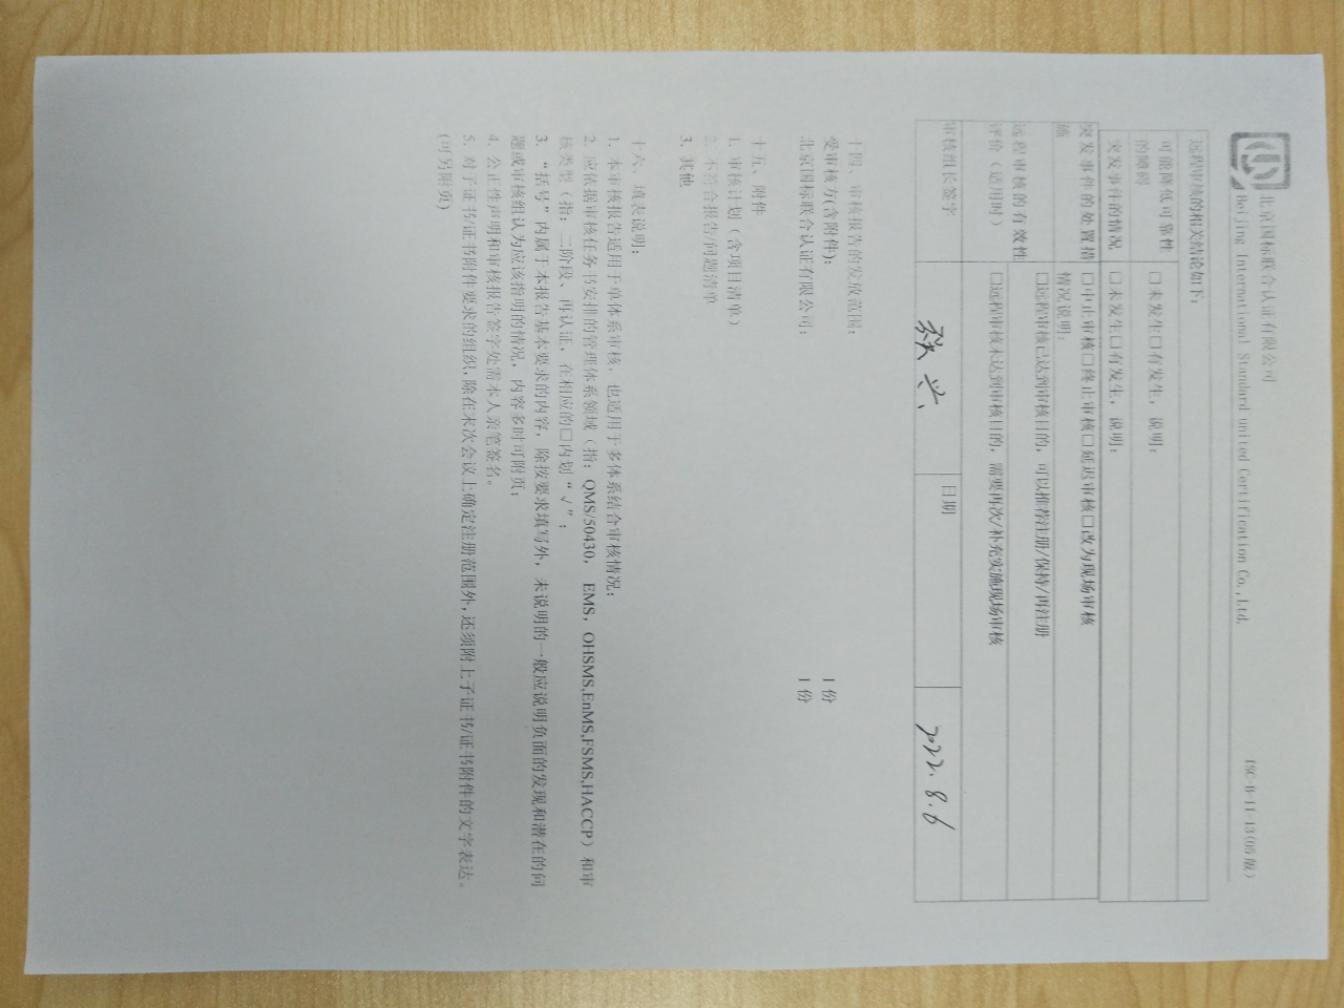 北京国标联合认证有限公司
Beijing International Standard united Certification Co.,Ltd.
ISC-B-11-13(05版)
远程审核的相关结论如下:
可能降低可靠性的障碍 □未发生□有发生,说明:
突发事件的情况 □未发生□有发生,说明:
突发事件的处置措施 □中止审核□终止审核□延迟审核□改为现场审核
情况说明:
远程审核的有效性 □远程审核已达到审核目的,可以推荐注册/保持/再注册
评价(适用时) □远程审核未达到审核目的,需要再次/补充实施现场审核
审核组长签字 日期 2022.8.6
十四、审核报告的发放范围:
受审核方(含附件): 1份
北京国标联合认证有限公司: 1份
十五、附件
1. 审核计划(含项目清单)
2. 不符合报告/问题清单
3. 其他
十六、填表说明:
1. 本审核报告适用于单体系审核,也适用于多体系结合审核情况;
2. 应依据审核任务书安排的管理体系领域(指:QMS/50430, EMS, OHSMS,EnMS,FSMS,HACCP)和审
核类型(指:二阶段、再认证,在相应的□内划“√”;
3. “括号”内属于本报告基本要求的内容,除按要求填写外,未说明的一般应说明负面的发现和潜在的问
题或审核组认为应该指明的情况,内容多时可附页;
4. 公正性声明和审核报告签字处需本人亲笔签名。
5. 对子证书/证书附件要求的组织,除在末次会议上确定注册范围外,还须附上子证书/证书附件的文字表达。
(可另附页)